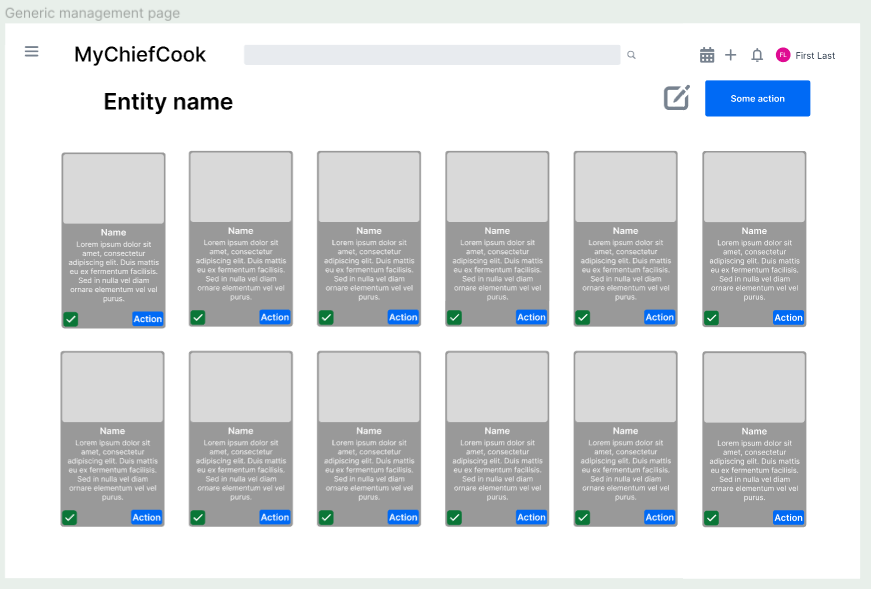 Generic management page
MyChiefCook
FL
First Last
Entity name
Some action
Name
Lorem ipsum dolor sit
amet, consectetur
adipiscing elit. Duis mattis
eu ex fermentum facilisis.
Sed in nulla vel diam
ornare elementum vel vel
purus.
Action
Name
Lorem ipsum dolor sit
amet, consectetur
adipiscing elit. Duis mattis
eu ex fermentum facilisis.
Sed in nulla vel diam
ornare elementum vel vel
purus.
Action
Name
Lorem ipsum dolor sit
amet, consectetur
adipiscing elit. Duis mattis
eu ex fermentum facilisis.
Sed in nulla vel diam
ornare elementum vel vel
purus.
Action
Name
Lorem ipsum dolor sit
amet, consectetur
adipiscing elit. Duis mattis
eu ex fermentum facilisis.
Sed in nulla vel diam
ornare elementum vel vel
purus.
Action
Name
Lorem ipsum dolor sit
amet, consectetur
adipiscing elit. Duis mattis
eu ex fermentum facilisis.
Sed in nulla vel diam
ornare elementum vel vel
purus.
Action
Name
Lorem ipsum dolor sit
amet, consectetur
adipiscing elit. Duis mattis
eu ex fermentum facilisis.
Sed in nulla vel diam
ornare elementum vel vel
purus.
Action
Name
Lorem ipsum dolor sit
amet, consectetur
adipiscing elit. Duis mattis
eu ex fermentum facilisis.
Sed in nulla vel diam
ornare elementum vel vel
purus.
Action
Name
Lorem ipsum dolor sit
amet, consectetur
adipiscing elit. Duis mattis
eu ex fermentum facilisis.
Sed in nulla vel diam
ornare elementum vel vel
purus.
Action
Name
Lorem ipsum dolor sit
amet, consectetur
adipiscing elit. Duis mattis
eu ex fermentum facilisis.
Sed in nulla vel diam
ornare elementum vel vel
purus.
Action
Name
Lorem ipsum dolor sit
amet, consectetur
adipiscing elit. Duis mattis
eu ex fermentum facilisis.
Sed in nulla vel diam
ornare elementum vel vel
purus.
Action
Name
Lorem ipsum dolor sit
amet, consectetur
adipiscing elit. Duis mattis
eu ex fermentum facilisis.
Sed in nulla vel diam
ornare elementum vel vel
purus.
Action
Name
Lorem ipsum dolor sit
amet, consectetur
adipiscing elit. Duis mattis
eu ex fermentum facilisis.
Sed in nulla vel diam
ornare elementum vel vel
purus.
Action